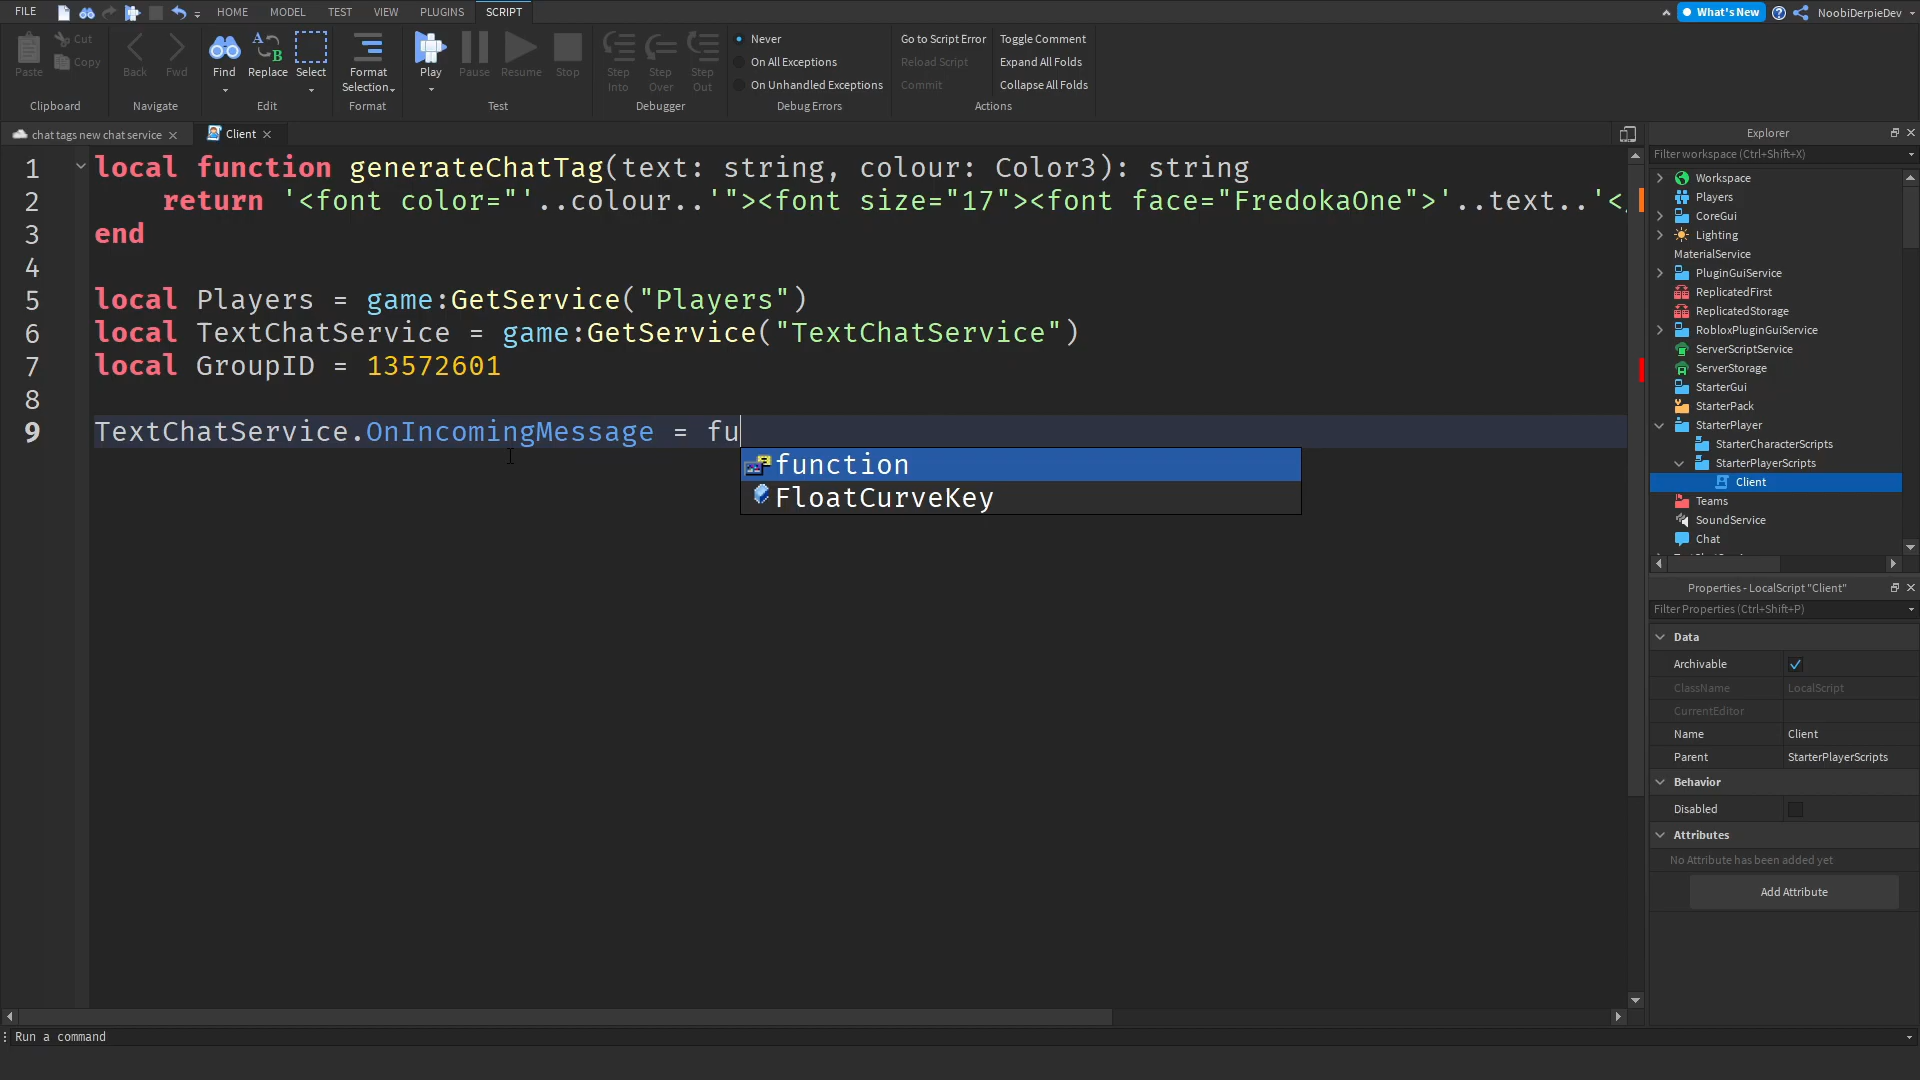 FILE
HOME
MODEL
TEST
VIEW
PLUGINS
SCRIPT
What's New
NoobiDerpieDev
Paste
Cut
Copy
Clipboard
Back
Fwd
Navigate
Find
Replace
Select
Edit
Format
Selection
Format
Play
Pause
Resume
Stop
Test
Step
Into
Step
Over
Step
Out
Debugger
Never
On All Exceptions
On Unhandled Exceptions
Debug Errors
Go to Script Error
Reload Script
Commit
Toggle Comment
Expand All Folds
Collapse All Folds
Actions
chat tags new chat service
Client
1 local function generateChatTag(text: string, colour: Color3): string
2 return '<font color="'..colour..'"><font size="17"><font face="FredokaOne">'..text..'<
3 end
4
5 local Players = game:GetService("Players")
6 local TextChatService = game:GetService("TextChatService")
7 local GroupID = 13572601
8
9 TextChatService.OnIncomingMessage = fu
function
FloatCurveKey
Explorer
Filter workspace (Ctrl+Shift+X)
Workspace
Players
CoreGui
Lighting
MaterialService
PluginGuiService
ReplicatedFirst
ReplicatedStorage
RobloxPluginGuiService
ServerScriptService
ServerStorage
StarterGui
StarterPack
StarterPlayer
StarterCharacterScripts
StarterPlayerScripts
Client
Teams
SoundService
Chat
Properties - LocalScript "Client"
Filter Properties (Ctrl+Shift+P)
Data
Archivable
ClassName LocalScript
CurrentEditor
Name Client
Parent StarterPlayerScripts
Behavior
Disabled
Attributes
No Attribute has been added yet
Add Attribute
Run a command